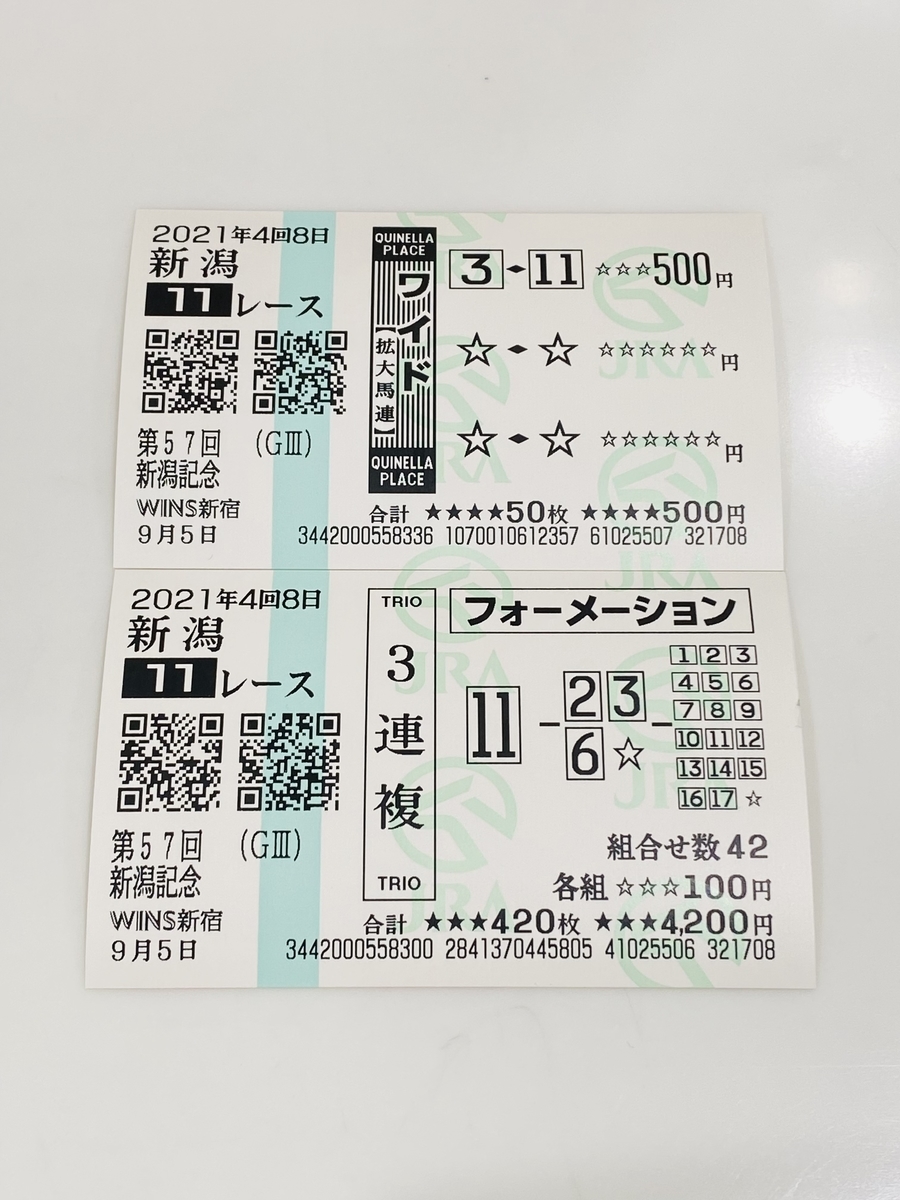 2021年4回8日
新潟
11レース
第57回 (GⅢ)
新潟記念
WINS新宿
9月5日
QUINELLA
PLACE
ワイド
【拡大馬連】
QUINELLA
PLACE
3-11 ☆☆☆500円
☆-☆ ☆☆☆☆☆☆円
☆-☆ ☆☆☆☆☆☆円
合計 ★★★★50枚 ★★★★500円
3442000558336 1070010612357 61025507 321708
JRA
JRA
JRA
JRA
2021年4回8日
新潟
11レース
第57回 (GⅢ)
新潟記念
WINS新宿
9月5日
TRIO
3連複
TRIO
フォーメーション
11-23
6☆
-1 2 3
4 5 6
7 8 9
10 11 12
13 14 15
16 17 ☆
組合せ数42
各組 ☆☆☆100円
合計 ★★★420枚 ★★★4,200円
3442000558300 2841370445805 41025506 321708
JRA
JRA
JRA